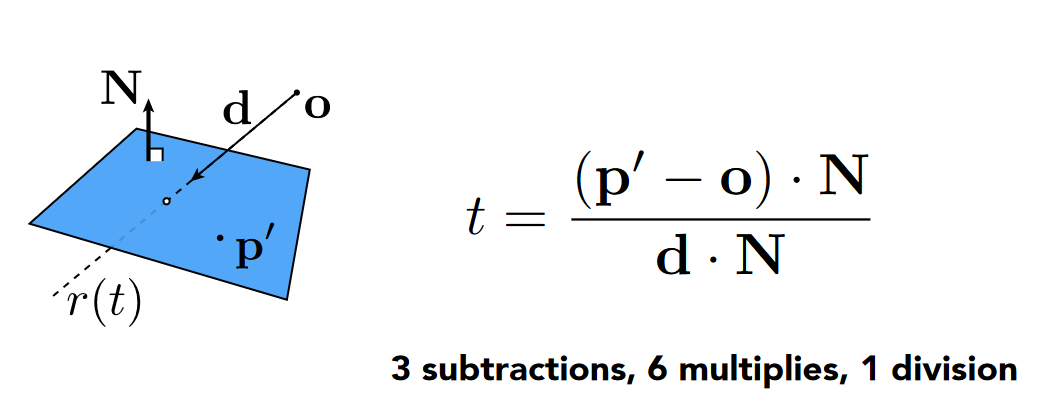 N
d
o
p′
r(t)
t = (p′ − o) · N / d · N
3 subtractions, 6 multiplies, 1 division